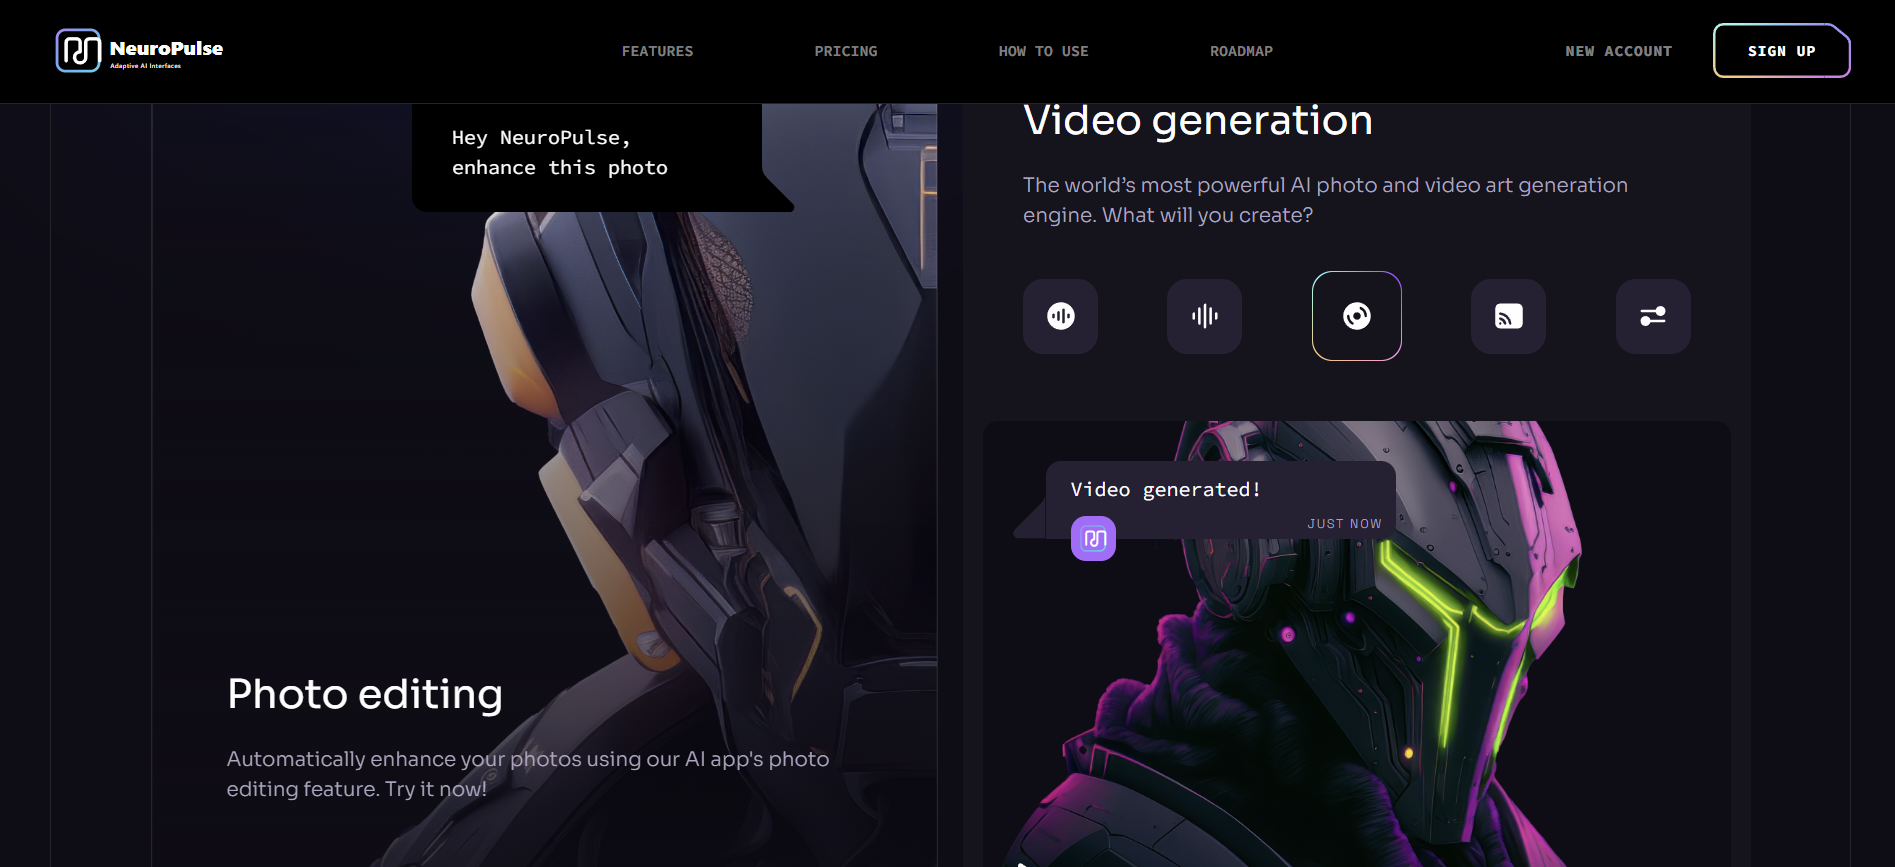 NeuroPulse
Adaptive AI Interfaces
FEATURES
PRICING
HOW TO USE
ROADMAP
NEW ACCOUNT
SIGN UP
Hey NeuroPulse,
enhance this photo
Photo editing
Automatically enhance your photos using our AI app's photo
editing feature. Try it now!
Video generation
The world’s most powerful AI photo and video art generation
engine. What will you create?
Video generated!
JUST NOW